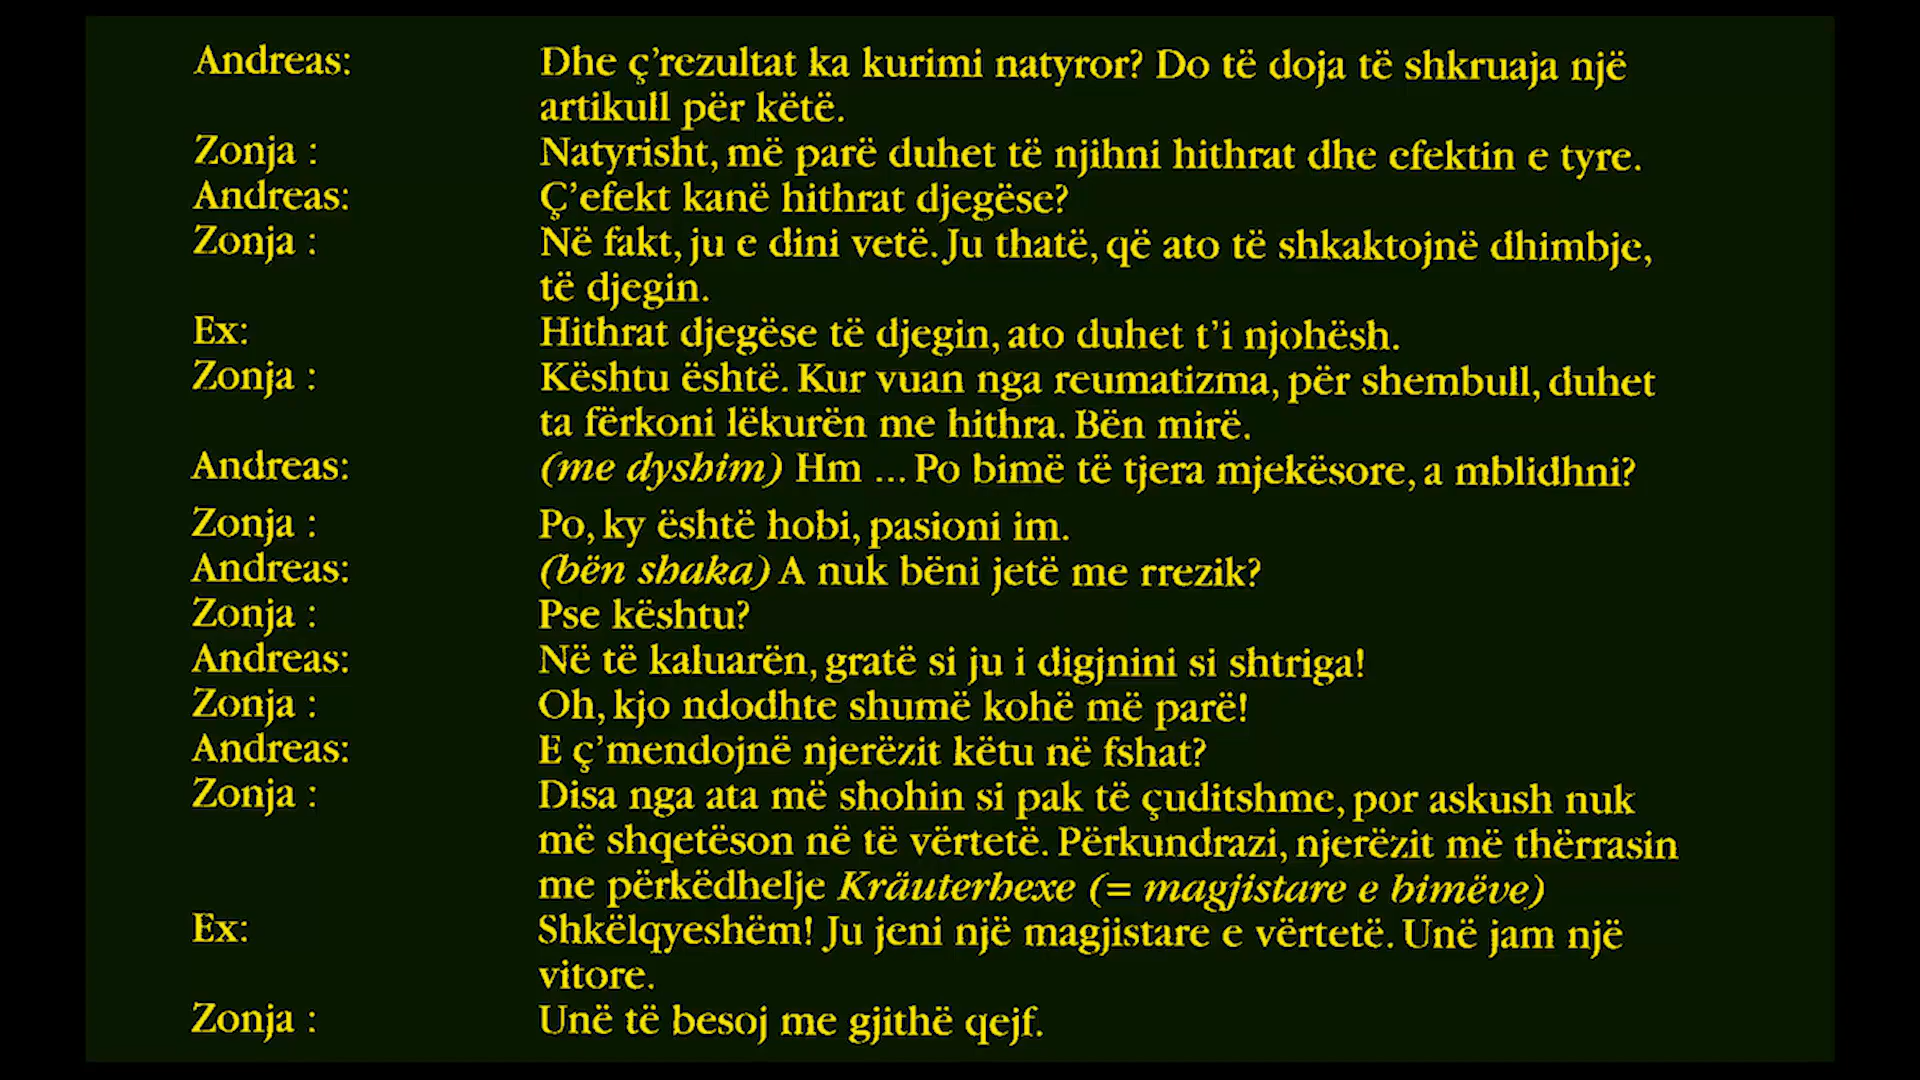 Andreas: Dhe ç’rezultat ka kurimi natyror? Do të doja të shkruaja një
artikull për këtë.
Zonja : Natyrisht, më parë duhet të njihni hithrat dhe efektin e tyre.
Andreas: Ç’efekt kanë hithrat djegëse?
Zonja : Në fakt, ju e dini vetë. Ju thatë, që ato të shkaktojnë dhimbje,
të djegin.
Ex: Hithrat djegëse të djegin, ato duhet t’i njohësh.
Zonja : Kështu është. Kur vuan nga reumatizma, për shembull, duhet
ta fërkoni lëkurën me hithra. Bën mirë.
Andreas: (me dyshim) Hm ... Po bimë të tjera mjekësore, a mblidhni?
Zonja : Po, ky është hobi, pasioni im.
Andreas: (bën shaka) A nuk bëni jetë me rrezik?
Zonja : Pse kështu?
Andreas: Në të kaluarën, gratë si ju i digjnini si shtriga!
Zonja : Oh, kjo ndodhte shumë kohë më parë!
Andreas: E ç’mendojnë njerëzit këtu në fshat?
Zonja : Disa nga ata më shohin si pak të çuditshme, por askush nuk
më shqetëson në të vërtetë. Përkundrazi, njerëzit më thërrasin
me përkëdhelje Kräuterhexe (= magjistare e bimëve)
Ex: Shkëlqyeshëm! Ju jeni një magjistare e vërtetë. Unë jam një
vitore.
Zonja : Unë të besoj me gjithë qejf.